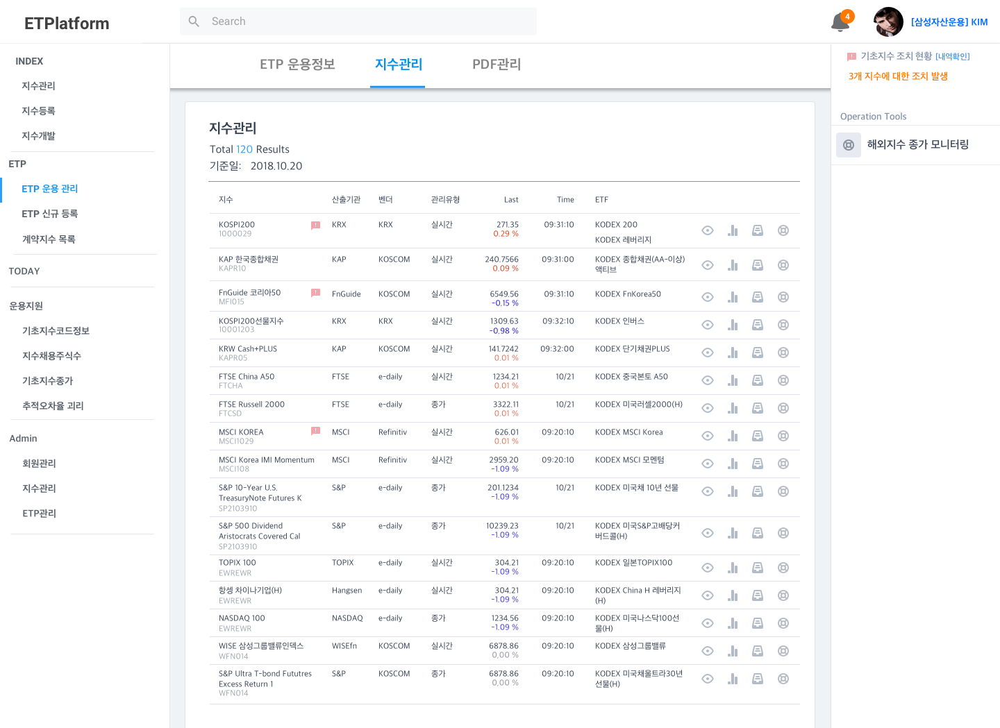 ETPlatform
Search
4
[삼성자산운용] KIM
INDEX
지수관리
지수등록
지수개발
ETP
ETP 운용 관리
ETP 신규 등록
계약지수 목록
TODAY
운용지원
기초지수코드정보
지수채용주식수
기초지수종가
추적오차율 괴리
Admin
회원관리
지수관리
ETP관리
ETP 운용정보 지수관리 PDF관리
지수관리
Total 120 Results
기준일: 2018.10.20
지수 산출기관 벤더 관리유형 Last Time ETF
KOSPI200 KRX KRX 실시간 271.35 09:31:10 KODEX 200
1000029 0.29 % KODEX 레버리지
KAP 한국종합채권 KAP KOSCOM 실시간 240.7566 09:31:00 KODEX 종합채권(AA-이상)
KAPR10 0.09 % 액티브
FnGuide 코리아50 FnGuide KOSCOM 실시간 6549.56 09:31:10 KODEX FnKorea50
MFI015 -0.15 %
KOSPI200선물지수 KRX KRX 실시간 1309.63 09:32:10 KODEX 인버스
10001203 -0.98 %
KRW Cash+PLUS KAP KOSCOM 실시간 141.7242 09:32:00 KODEX 단기채권PLUS
KAPR05 0.01 %
FTSE China A50 FTSE e-daily 실시간 1234.21 10/21 KODEX 중국본토 A50
FTCHA 0.01 %
FTSE Russell 2000 FTSE e-daily 종가 3322.11 10/21 KODEX 미국러셀2000(H)
FTCSD 0.01 %
MSCI KOREA MSCI Refinitiv 실시간 626.01 09:20:10 KODEX MSCI Korea
MSCI1029 0.01 %
MSCI Korea IMI Momentum MSCI Refinitiv 실시간 2959.20 09:20:10 KODEX MSCI 모멘텀
MSCI108 -1.09 %
S&P 10-Year U.S. S&P e-daily 종가 201.1234 10/21 KODEX 미국채 10년 선물
TreasuryNote Futures K -1.09 %
SP2103910
S&P 500 Dividend S&P e-daily 종가 10239.23 10/21 KODEX 미국S&P고배당커
Aristocrats Covered Cal -1.09 % 버드콜(H)
SP2103910
TOPIX 100 TOPIX e-daily 실시간 304.21 09:20:10 KODEX 일본TOPIX100
EWREWR -1.09 %
항셍 차이나기업(H) Hangsen e-daily 실시간 304.21 09:20:10 KODEX China H 레버리지
EWREWR -1.09 % (H)
NASDAQ 100 NASDAQ e-daily 종가 1234.56 09:20:10 KODEX 미국나스닥100선
EWREWR -1.09 % 물(H)
WISE 삼성그룹밸류인덱스 WISEfn KOSCOM 실시간 6878.86 09:20:10 KODEX 삼성그룹밸류
WFN014 0,00 %
S&P Ultra T-bond Fututres S&P KOSCOM 종가 6878.86 09:20:10 KODEX 미국채울트라30년
Excess Return 1 0,00 % 선물(H)
WFN014
기초지수 조치 현황 [내역확인]
3개 지수에 대한 조치 발생
Operation Tools
해외지수 종가 모니터링